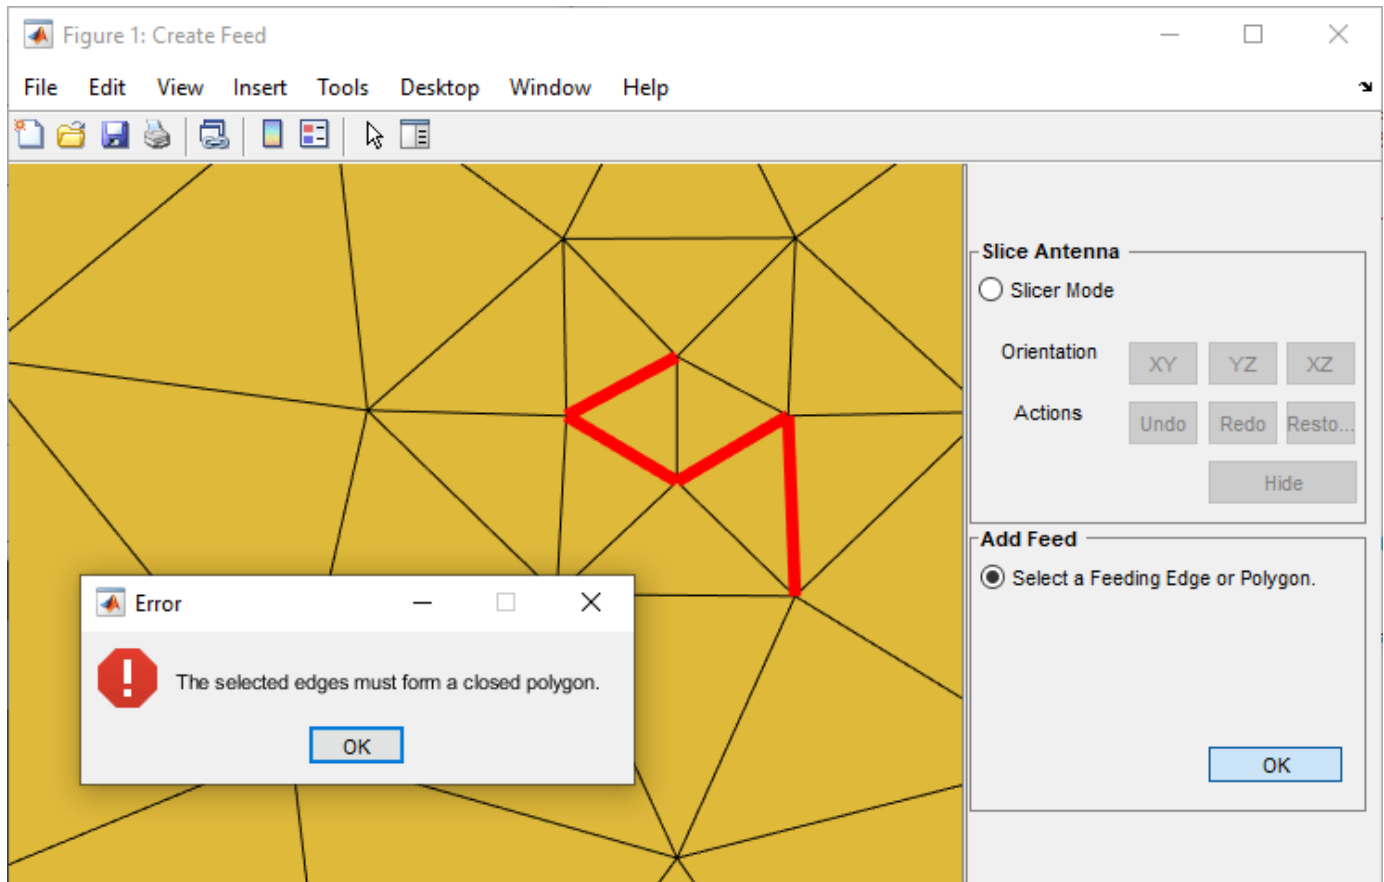 Figure 1: Create Feed
File Edit View Insert Tools Desktop Window Help
Slice Antenna
Slicer Mode
Orientation XY YZ XZ
Actions Undo Redo Resto...
Hide
Add Feed
Select a Feeding Edge or Polygon.
OK
Error
The selected edges must form a closed polygon.
OK